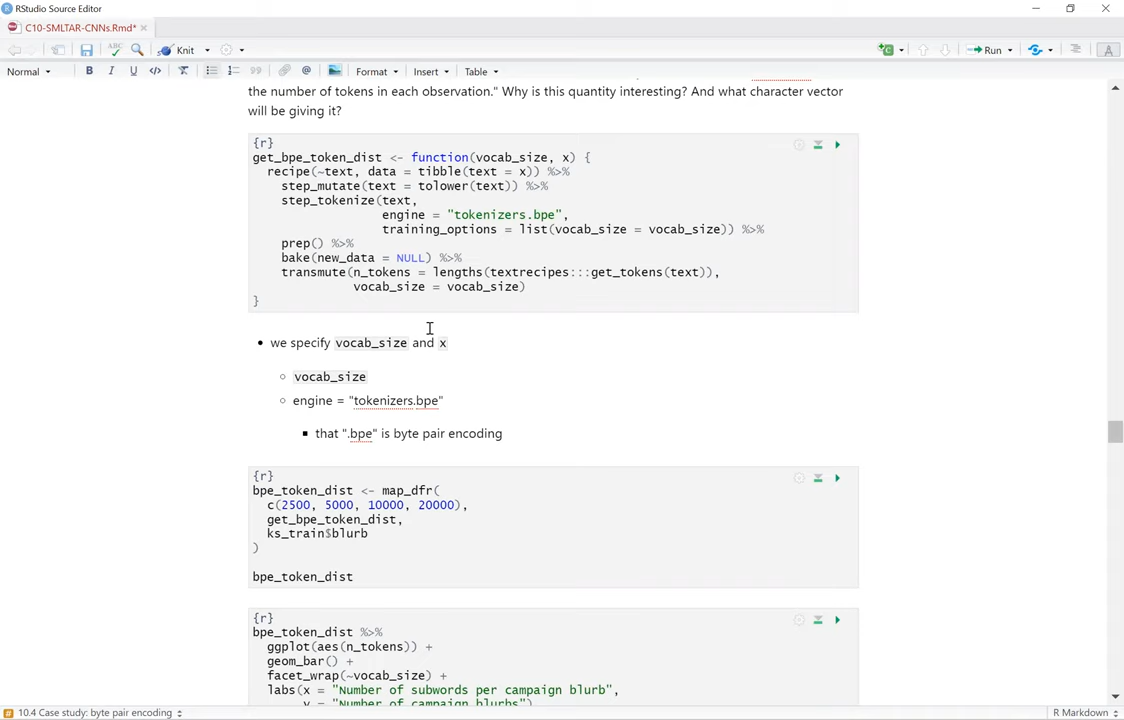 RStudio Source Editor
C10-SMLTAR-CNNs.Rmd*
ABC Knit Run
Normal B I U </> Format Insert Table
the number of tokens in each observation." Why is this quantity interesting? And what character vector
will be giving it?
{r}
get_bpe_token_dist <- function(vocab_size, x) {
  recipe(~text, data = tibble(text = x)) %>%
    step_mutate(text = tolower(text)) %>%
    step_tokenize(text,
                  engine = "tokenizers.bpe",
                  training_options = list(vocab_size = vocab_size)) %>%
    prep() %>%
    bake(new_data = NULL) %>%
    transmute(n_tokens = lengths(textrecipes:::get_tokens(text)),
              vocab_size = vocab_size)
}
• we specify vocab_size and x
○ vocab_size
○ engine = "tokenizers.bpe"
▪ that ".bpe" is byte pair encoding
{r}
bpe_token_dist <- map_dfr(
  c(2500, 5000, 10000, 20000),
  get_bpe_token_dist,
  ks_train$blurb
)
bpe_token_dist
{r}
bpe_token_dist %>%
  ggplot(aes(n_tokens)) +
  geom_bar() +
  facet_wrap(~vocab_size) +
  labs(x = "Number of subwords per campaign blurb",
       y = "Number of campaign blurbs")
10.4 Case study: byte pair encoding R Markdown